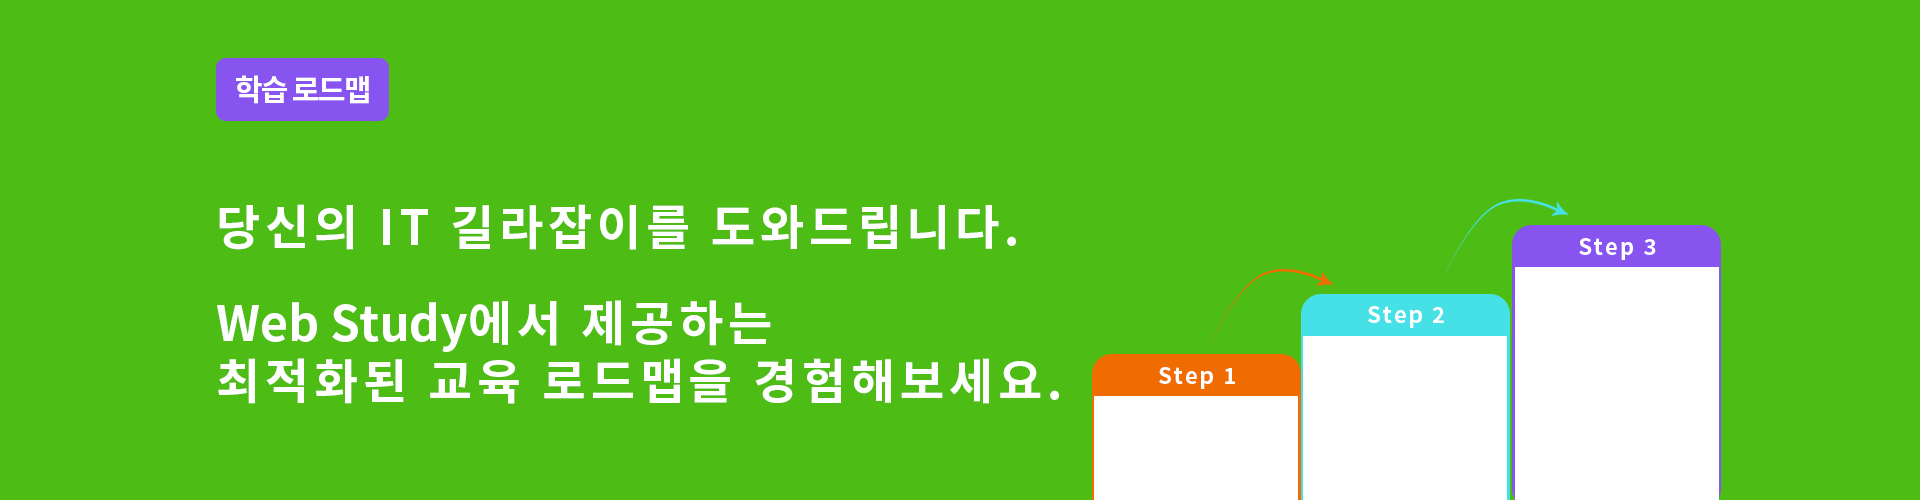 학습 로드맵
당신의 IT 길라잡이를 도와드립니다.
Web Study에서 제공하는
최적화된 교육 로드맵을 경험해보세요.
Step 1
Step 2
Step 3